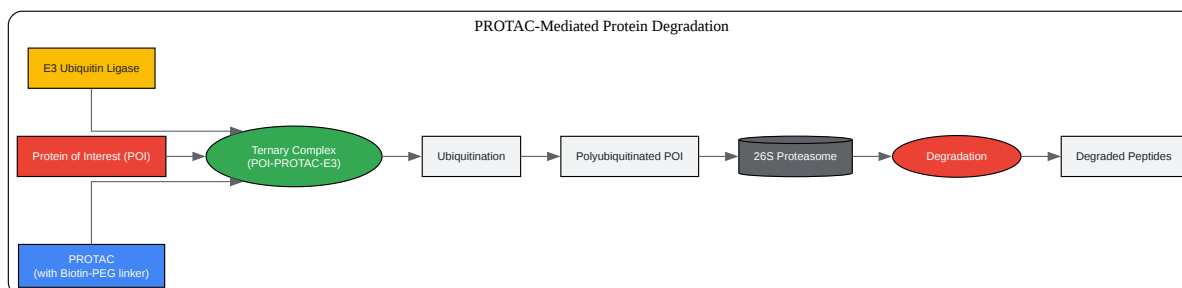 PROTAC-Mediated Protein Degradation
E3 Ubiquitin Ligase
Protein of Interest (POI)
PROTAC
(with Biotin-PEG linker)
Ternary Complex
(POI-PROTAC-E3)
Ubiquitination
Polyubiquitinated POI
26S Proteasome
Degradation
Degraded Peptides